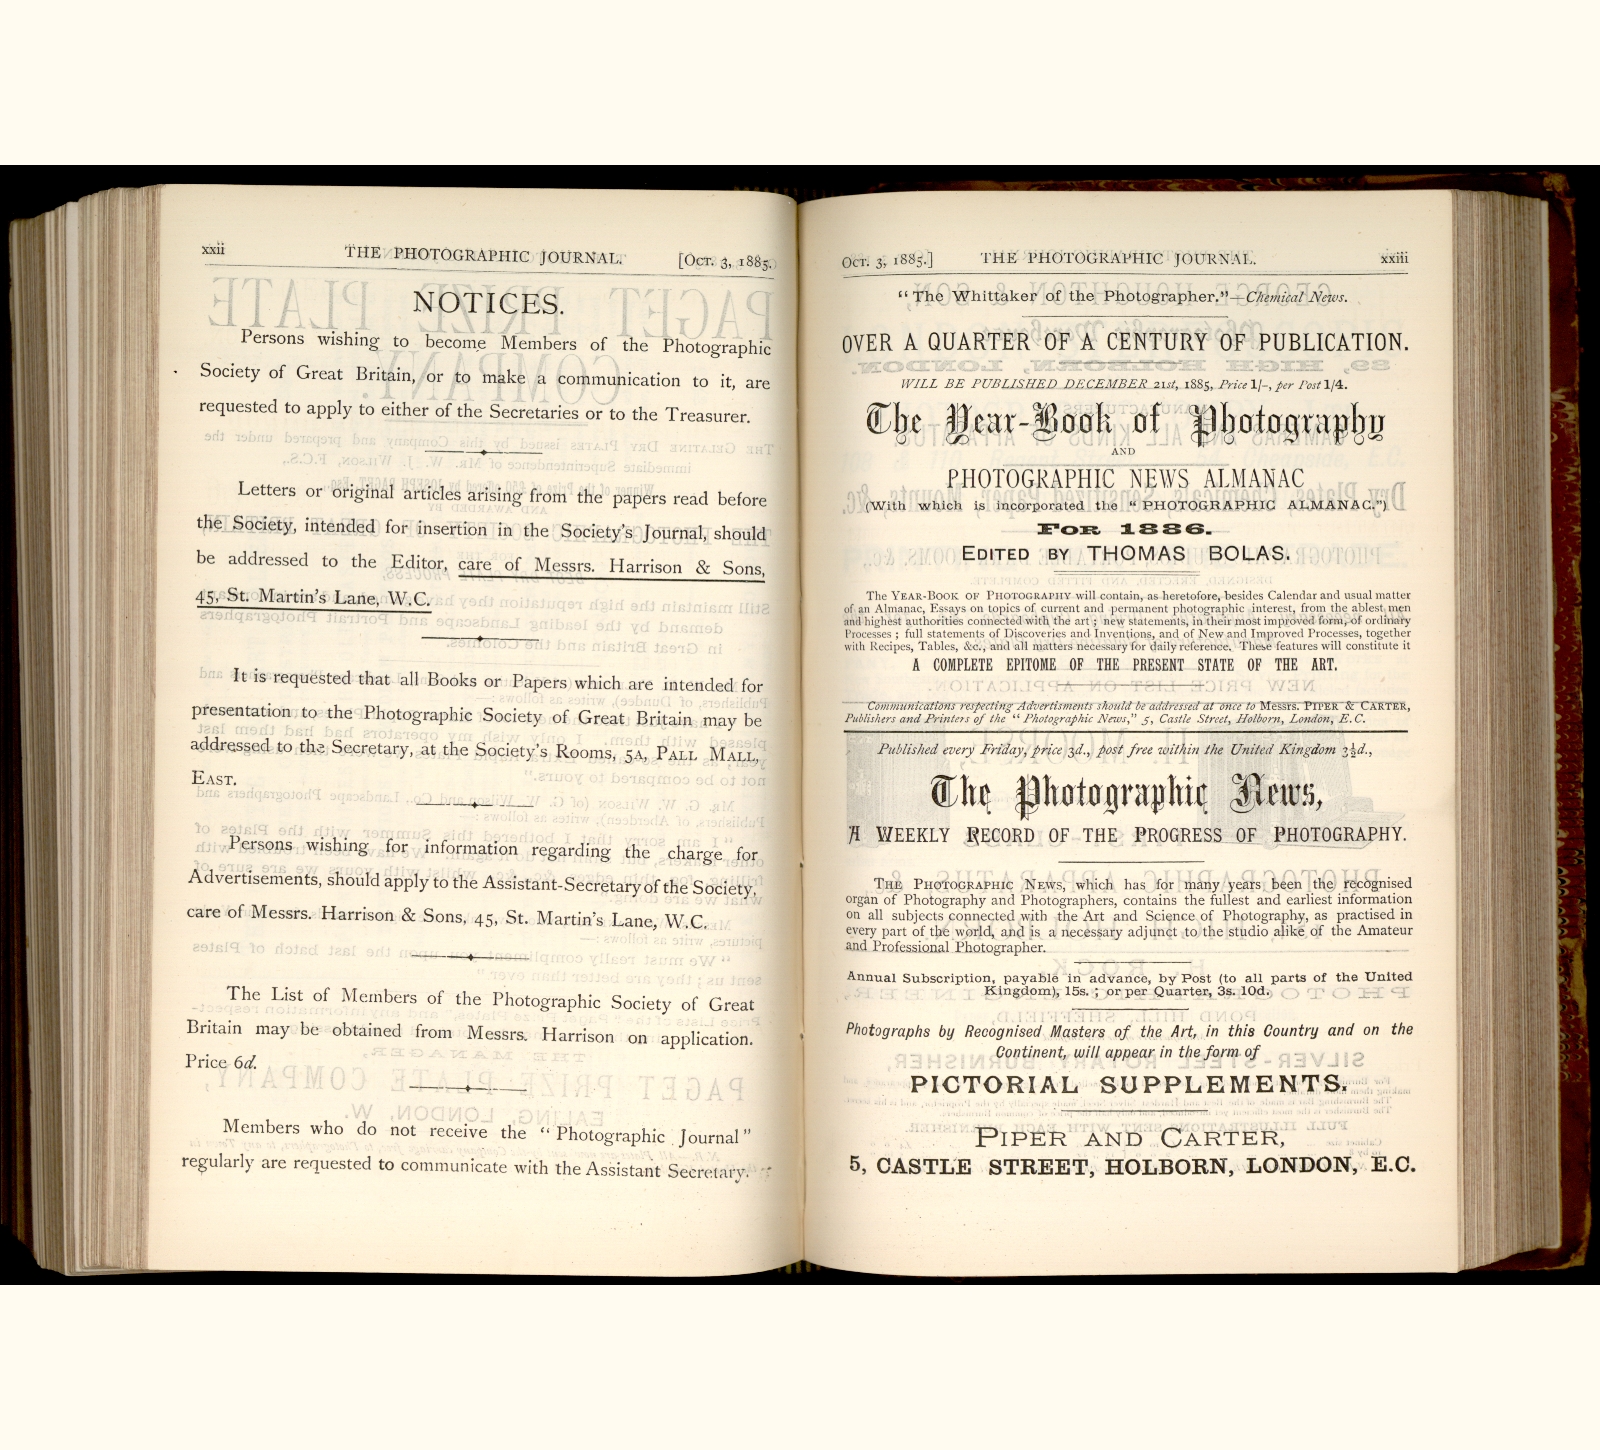 xxii THE PHOTOGRAPHIC JOURNAL. [Oct. 3, 1885.
NOTICES.
Persons wishing to become Members of the Photographic
Society of Great Britain, or to make a communication to it, are
requested to apply to either of the Secretaries or to the Treasurer.
Letters or original articles arising from the papers read before
the Society, intended for insertion in the Society's Journal, should
be addressed to the Editor, care of Messrs. Harrison & Sons,
45, St. Martin's Lane, W.C.
It is requested that all Books or Papers which are intended for
presentation to the Photographic Society of Great Britain may be
addressed to the Secretary, at the Society's Rooms, 5A, PALL MALL,
EAST.
Persons wishing for information regarding the charge for
Advertisements, should apply to the Assistant-Secretary of the Society,
care of Messrs. Harrison & Sons, 45, St. Martin's Lane, W.C.
The List of Members of the Photographic Society of Great
Britain may be obtained from Messrs. Harrison on application.
Price 6d.
Members who do not receive the "Photographic Journal"
regularly are requested to communicate with the Assistant Secretary.
Oct. 3, 1885.] THE PHOTOGRAPHIC JOURNAL. xxiii
"The Whittaker of the Photographer."—Chemical News.
OVER A QUARTER OF A CENTURY OF PUBLICATION.
WILL BE PUBLISHED DECEMBER 21st, 1885, Price 1/-, per Post 1/4.
The Year-Book of Photography
AND
PHOTOGRAPHIC NEWS ALMANAC
(With which is incorporated the "PHOTOGRAPHIC ALMANAC.")
FOR 1886.
EDITED BY THOMAS BOLAS.
The YEAR-BOOK OF PHOTOGRAPHY will contain, as heretofore, besides Calendar and usual matter
of an Almanac, Essays on topics of current and permanent photographic interest, from the ablest men
and highest authorities connected with the art; new statements, in their most improved form, of ordinary
Processes; full statements of Discoveries and Inventions, and of New and Improved Processes, together
with Recipes, Tables, &c., and all matters necessary for daily reference. These features will constitute it
A COMPLETE EPITOME OF THE PRESENT STATE OF THE ART.
Communications respecting Advertisments should be addressed at once to MESSRS. PIPER & CARTER,
Publishers and Printers of the "Photographic News," 5, Castle Street, Holborn, London, E.C.
Published every Friday, price 3d., post free within the United Kingdom 3½d.,
The Photographic News,
A WEEKLY RECORD OF THE PROGRESS OF PHOTOGRAPHY.
THE PHOTOGRAPHIC NEWS, which has for many years been the recognised
organ of Photography and Photographers, contains the fullest and earliest information
on all subjects connected with the Art and Science of Photography, as practised in
every part of the world, and is a necessary adjunct to the studio alike of the Amateur
and Professional Photographer.
Annual Subscription, payable in advance, by Post (to all parts of the United
Kingdom), 15s.; or per Quarter, 3s. 10d.
Photographs by Recognised Masters of the Art, in this Country and on the
Continent, will appear in the form of
PICTORIAL SUPPLEMENTS.
PIPER AND CARTER,
5, CASTLE STREET, HOLBORN, LONDON, E.C.